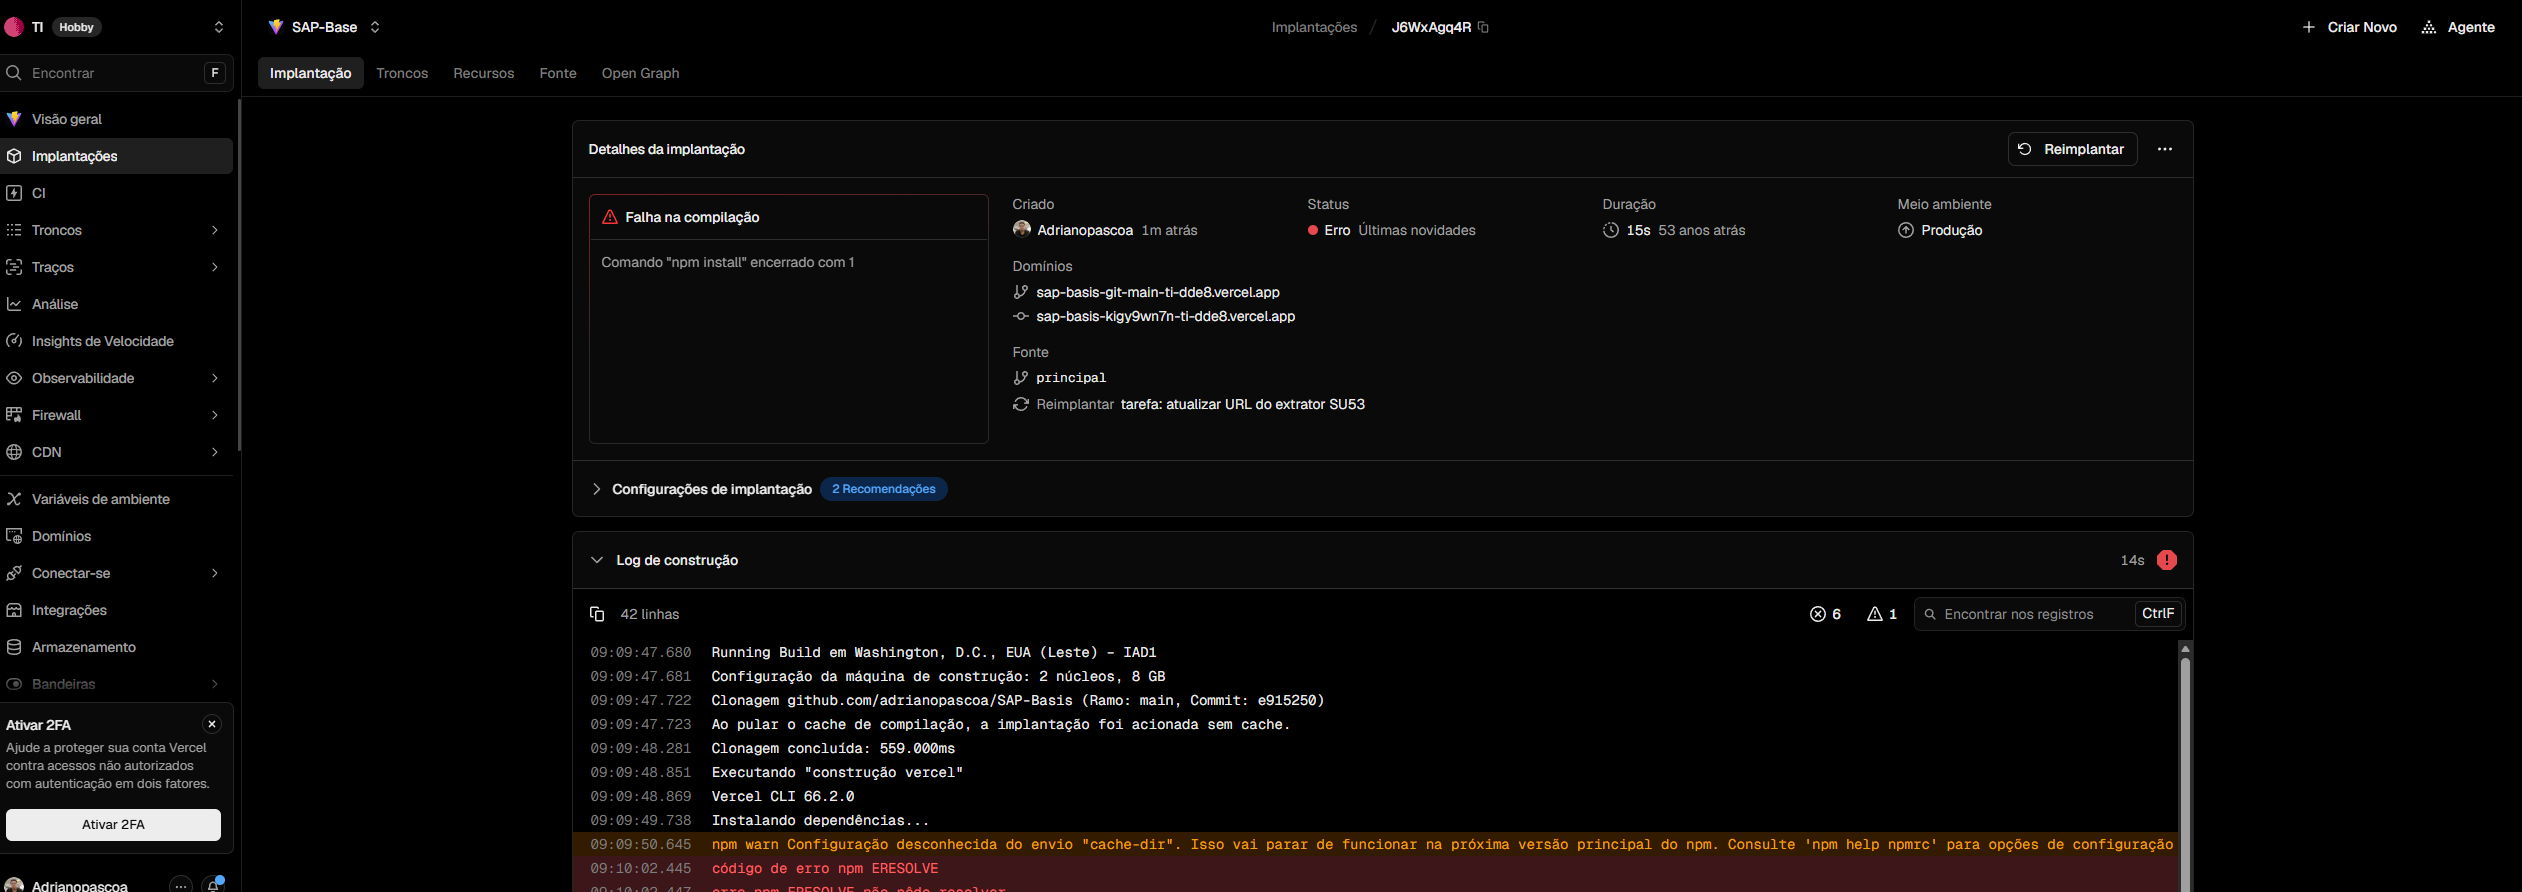 TI Hobby
Encontrar F
Visão geral
Implantações
CI
Troncos
Traços
Análise
Insights de Velocidade
Observabilidade
Firewall
CDN
Variáveis de ambiente
Domínios
Conectar-se
Integrações
Armazenamento
Bandeiras
Ativar 2FA
Ajude a proteger sua conta Vercel
contra acessos não autorizados
com autenticação em dois fatores.
Ativar 2FA
Adrianopascoa
SAP-Base
Implantações / J6WxAgq4R
Criar Novo
Agente
Implantação Troncos Recursos Fonte Open Graph
Detalhes da implantação
Reimplantar
Falha na compilação
Comando "npm install" encerrado com 1
Criado
Adrianopascoa 1m atrás
Status
Erro Últimas novidades
Duração
15s 53 anos atrás
Meio ambiente
Produção
Domínios
sap-basis-git-main-ti-dde8.vercel.app
sap-basis-kigy9wn7n-ti-dde8.vercel.app
Fonte
principal
Reimplantar tarefa: atualizar URL do extrator SU53
Configurações de implantação 2 Recomendações
Log de construção 14s
42 linhas 6 1 Encontrar nos registros CtrlF
09:09:47.680 Running Build em Washington, D.C., EUA (Leste) – IAD1
09:09:47.681 Configuração da máquina de construção: 2 núcleos, 8 GB
09:09:47.722 Clonagem github.com/adrianopascoa/SAP-Basis (Ramo: main, Commit: e915250)
09:09:47.723 Ao pular o cache de compilação, a implantação foi acionada sem cache.
09:09:48.281 Clonagem concluída: 559.000ms
09:09:48.851 Executando "construção vercel"
09:09:48.869 Vercel CLI 66.2.0
09:09:49.738 Instalando dependências...
09:09:50.645 npm warn Configuração desconhecida do envio "cache-dir". Isso vai parar de funcionar na próxima versão principal do npm. Consulte 'npm help npmrc' para opções de configuração
09:10:02.445 código de erro npm ERESOLVE
09:10:02.447 erro npm ERESOLVE não pôde resolver